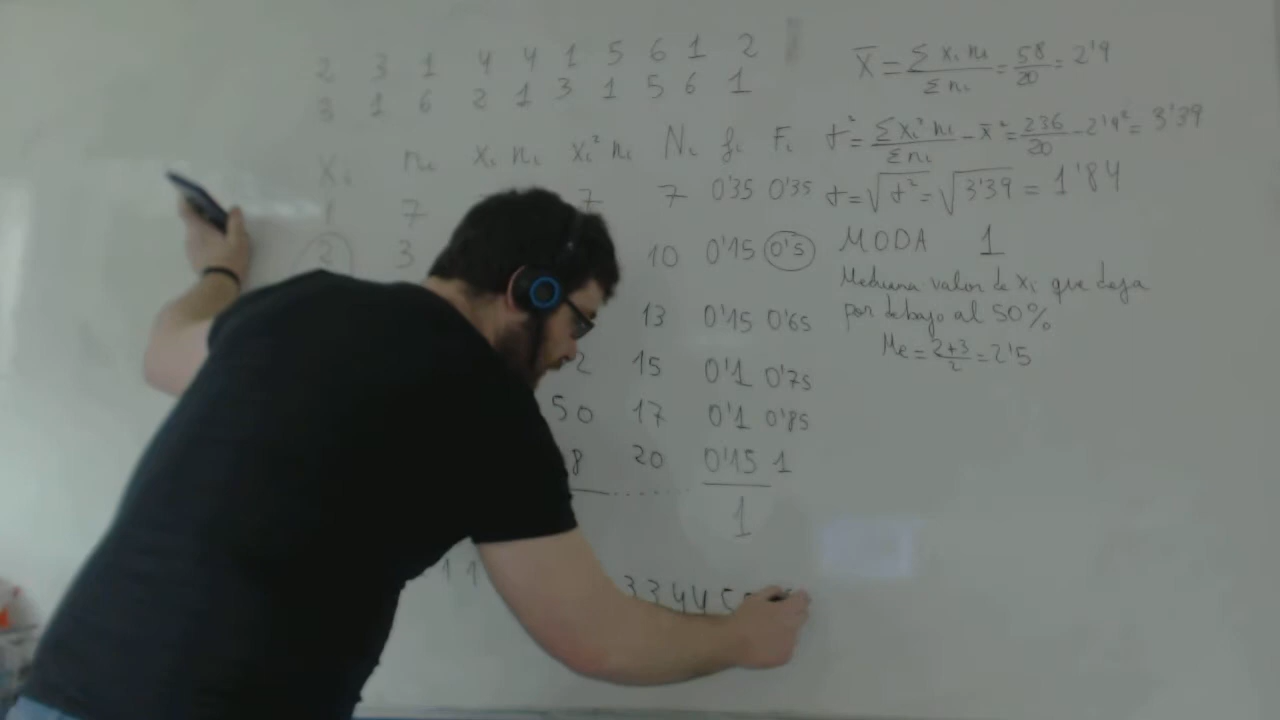 2 3 1 4 4 1 5 6 1 2
3 1 6 2 1 3 1 5 6 1
xᵢ nᵢ xᵢ nᵢ xᵢ² nᵢ Nᵢ fᵢ Fᵢ
1 7 7 7 0'35 0'35
2 3 10 0'15 0'5
13 0'15 0'65
2 15 0'1 0'75
50 17 0'1 0'85
8 20 0'15 1
1
1 1 3 3 4 4 5
x̄ = Σ xᵢ nᵢ / Σ nᵢ = 58/20 = 2'9
σ² = Σ xᵢ² nᵢ / Σ nᵢ - x̄² = 236/20 - 2'9² = 3'39
σ = √σ² = √3'39 = 1'84
MODA 1
Mediana valor de xᵢ que deja
por debajo al 50%
Me = 2+3/2 = 2'5